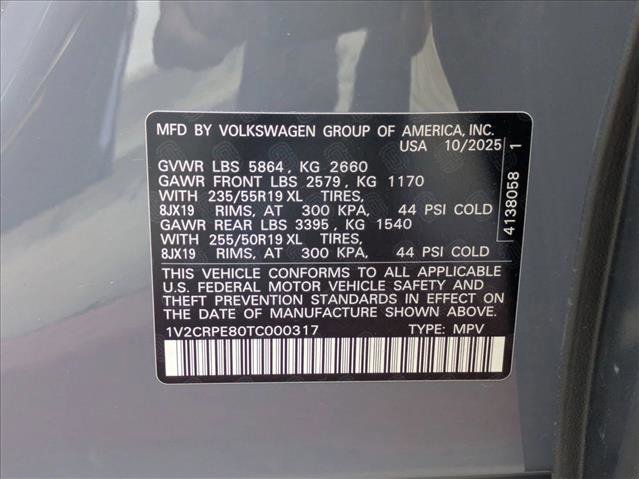 MFD BY VOLKSWAGEN GROUP OF AMERICA, INC.
USA 10/2025
GVWR LBS 5864, KG 2660
GAWR FRONT LBS 2579, KG 1170
WITH 235/55R19 XL TIRES,
8JX19 RIMS, AT 300 KPA, 44 PSI COLD
GAWR REAR LBS 3395, KG 1540
WITH 255/50R19 XL TIRES,
8JX19 RIMS, AT 300 KPA, 44 PSI COLD
THIS VEHICLE CONFORMS TO ALL APPLICABLE
U.S. FEDERAL MOTOR VEHICLE SAFETY AND
THEFT PREVENTION STANDARDS IN EFFECT ON
THE DATE OF MANUFACTURE SHOWN ABOVE.
1V2CRPE80TC000317 TYPE: MPV
4138058 1